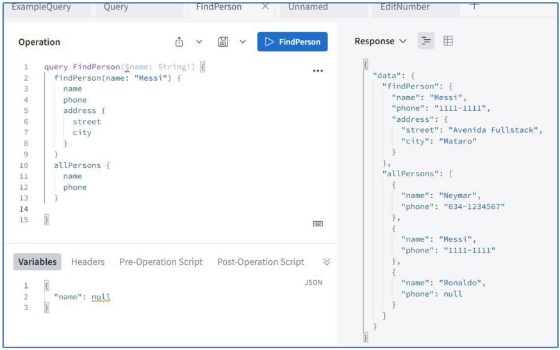 ExampleQuery Query FindPerson × Unnamed EditNumber +
Operation FindPerson
1 query FindPerson($name: String!) {
2 findPerson(name: "Messi") {
3 name
4 phone
5 address {
6 street
7 city
8 }
9 }
10 allPersons {
11 name
12 phone
13 }
14
15 }
Variables Headers Pre-Operation Script Post-Operation Script
JSON
1 {
2 "name": null
3 }
Response
{
"data": {
"findPerson": {
"name": "Messi",
"phone": "1111-1111",
"address": {
"street": "Avenida Fullstack",
"city": "Mataro"
}
},
"allPersons": [
{
"name": "Neymar",
"phone": "034-1234567"
},
{
"name": "Messi",
"phone": "1111-1111"
},
{
"name": "Ronaldo",
"phone": null
}
]
}
}